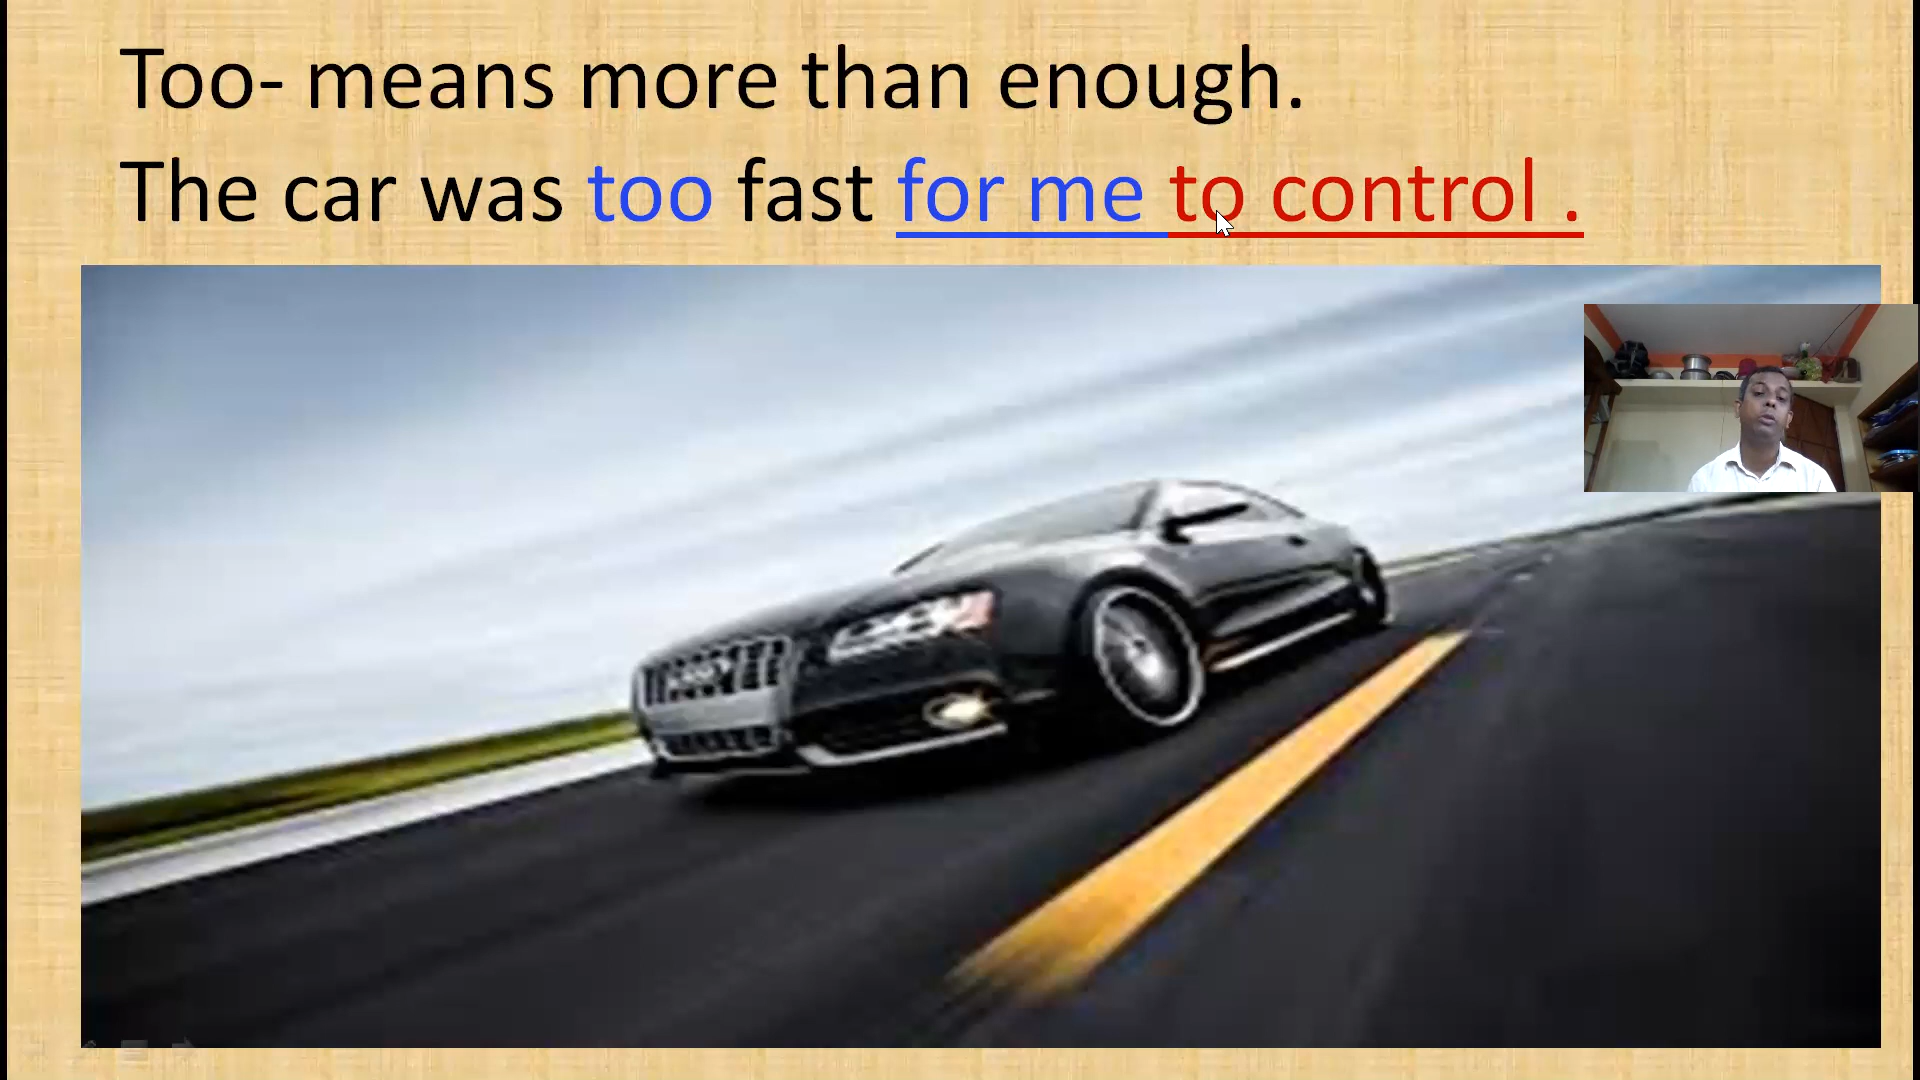 Too- means more than enough.
The car was too fast for me to control .